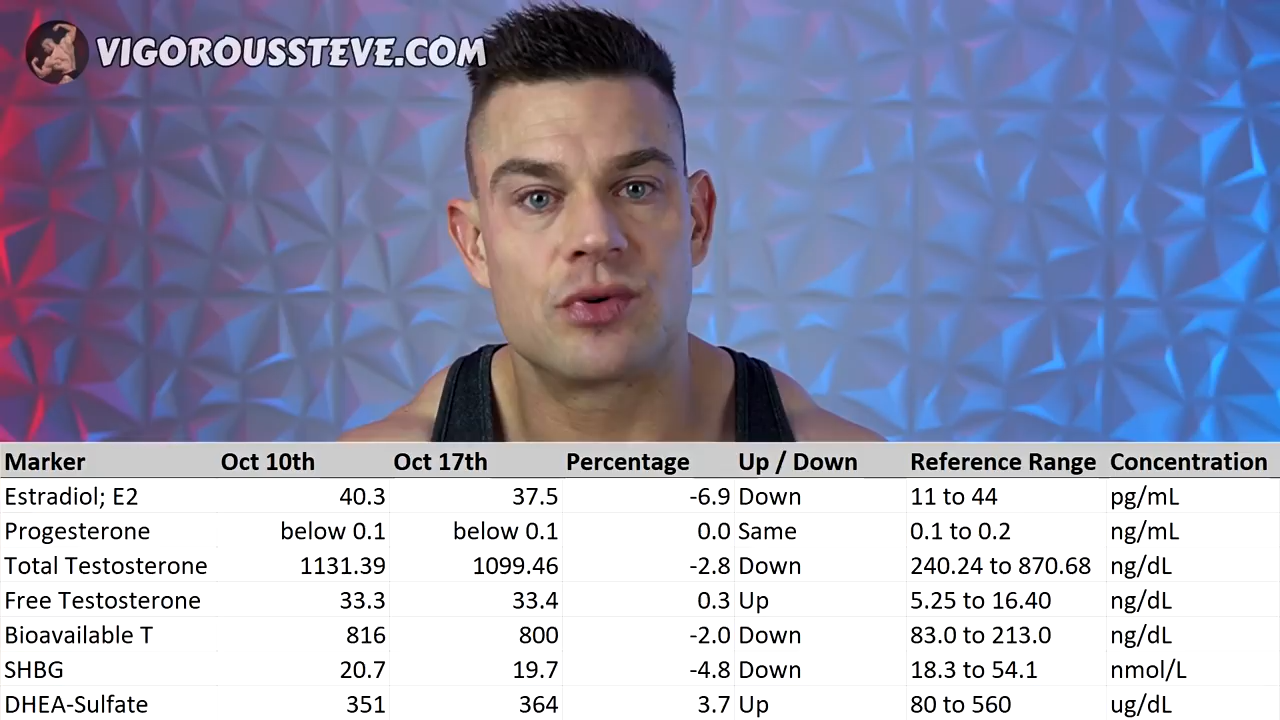 VIGOROUSSTEVE.COM
Marker Oct 10th Oct 17th Percentage Up / Down Reference Range Concentration
Estradiol; E2 40.3 37.5 -6.9 Down 11 to 44 pg/mL
Progesterone below 0.1 below 0.1 0.0 Same 0.1 to 0.2 ng/mL
Total Testosterone 1131.39 1099.46 -2.8 Down 240.24 to 870.68 ng/dL
Free Testosterone 33.3 33.4 0.3 Up 5.25 to 16.40 ng/dL
Bioavailable T 816 800 -2.0 Down 83.0 to 213.0 ng/dL
SHBG 20.7 19.7 -4.8 Down 18.3 to 54.1 nmol/L
DHEA-Sulfate 351 364 3.7 Up 80 to 560 ug/dL